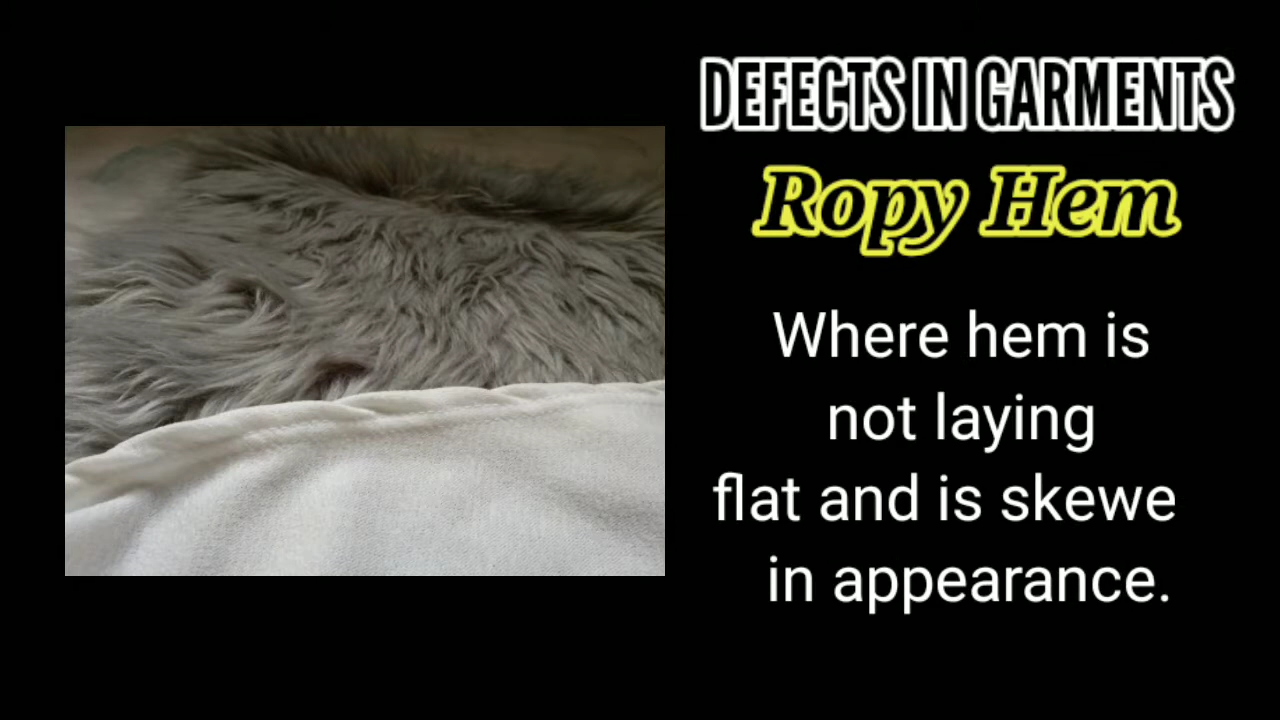 DEFECTS IN GARMENTS
Ropy Hem
Where hem is
not laying
flat and is skewe
in appearance.